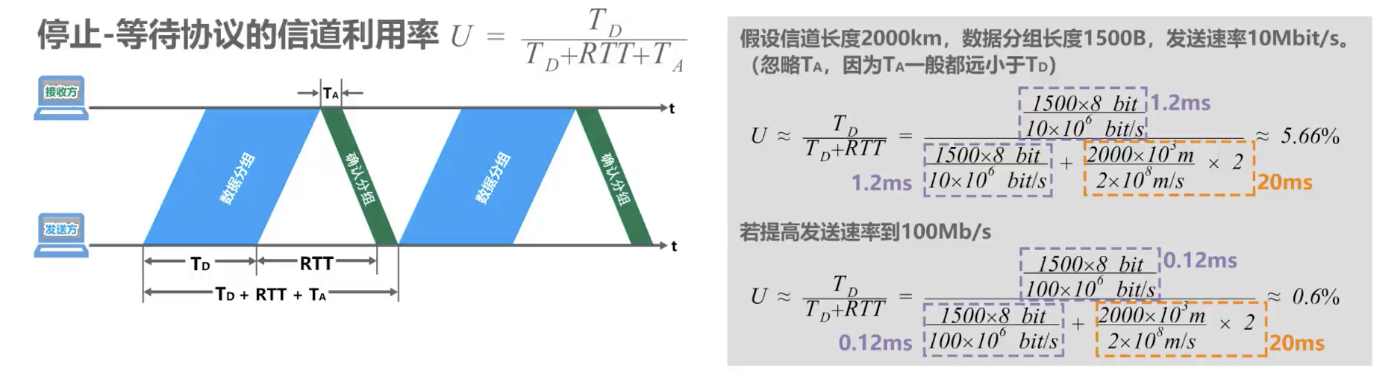 停止-等待协议的信道利用率 U = T_D / (T_D+RTT+T_A)
接收方
T_A
t
数据分组
确认分组
数据分组
确认分组
发送方
t
T_D
RTT
T_D + RTT + T_A
假设信道长度2000km，数据分组长度1500B，发送速率10Mbit/s。
（忽略T_A，因为T_A一般都远小于T_D）
U ≈ T_D / (T_D+RTT) = (1500×8 bit / 10×10^6 bit/s) / (1500×8 bit / 10×10^6 bit/s + 2000×10^3 m / 2×10^8 m/s × 2) ≈ 5.66%
1.2ms
1.2ms
20ms
若提高发送速率到100Mb/s
U ≈ T_D / (T_D+RTT) = (1500×8 bit / 100×10^6 bit/s) / (1500×8 bit / 100×10^6 bit/s + 2000×10^3 m / 2×10^8 m/s × 2) ≈ 0.6%
0.12ms
0.12ms
20ms